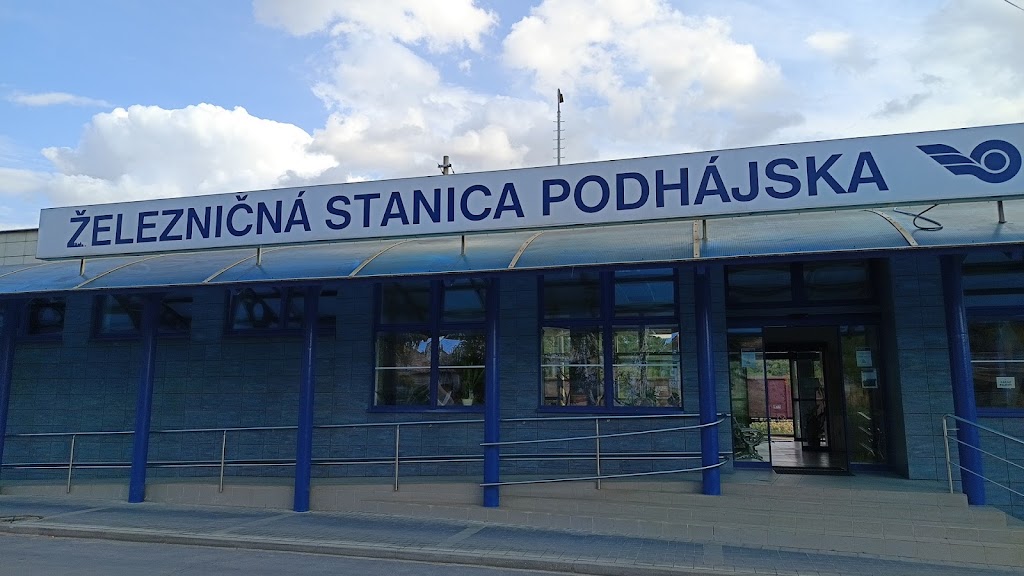 ŽELEZNIČNÁ STANICA PODHÁJSKA